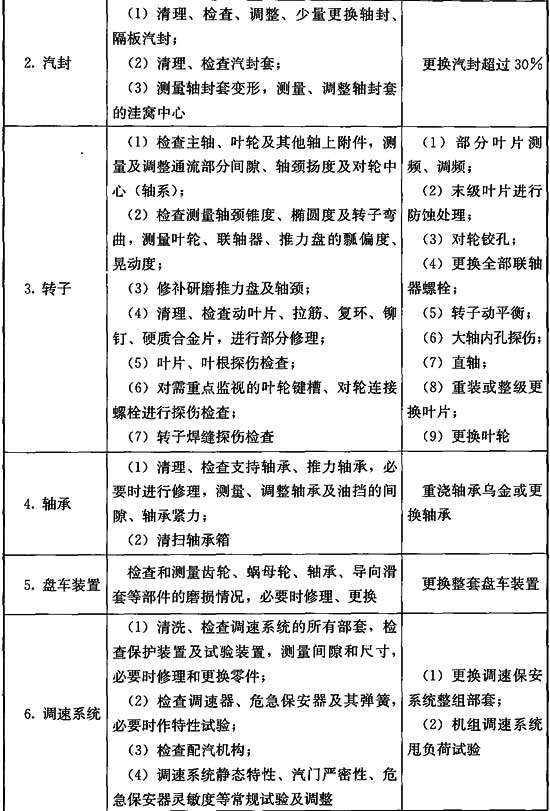 2. 汽封
（1）清理、检查、调整、少量更换轴封、
隔板汽封；
（2）清理、检查汽封套；
（3）测量轴封套变形，测量、调整轴封套
的洼窝中心
更换汽封超过30％
3. 转子
（1）检查主轴、叶轮及其他轴上附件，测
量及调整通流部分间隙、轴颈扬度及对轮中
心（轴系）；
（2）检查测量轴颈锥度、椭圆度及转子弯
曲，测量叶轮、联轴器、推力盘的瓢偏度、
晃动度；
（3）修补研磨推力盘及轴颈；
（4）清理、检查动叶片、拉筋、复环、铆
钉、硬质合金片，进行部分修理；
（5）叶片、叶根探伤检查；
（6）对需重点监视的叶轮键槽、对轮连接
螺栓进行探伤检查；
（7）转子焊缝探伤检查
（1）部分叶片测
频、调频；
（2）末级叶片进行
防蚀处理；
（3）对轮铰孔；
（4）更换全部联轴
器螺栓；
（5）转子动平衡；
（6）大轴内孔探伤；
（7）直轴；
（8）重装或整级更
换叶片；
（9）更换叶轮
4. 轴承
（1）清理、检查支持轴承、推力轴承，必
要时进行修理，测量、调整轴承及油挡的间
隙、轴承紧力；
（2）清扫轴承箱
重浇轴承乌金或更
换轴承
5. 盘车装置
检查和测量齿轮、蜗母轮、轴承、导向滑
套等部件的磨损情况，必要时修理、更换
更换整套盘车装置
6. 调速系统
（1）清洗、检查调速系统的所有部套，检
查保护装置及试验装置，测量间隙和尺寸，
必要时修理和更换零件；
（2）检查调速器、危急保安器及其弹簧，
必要时作特性试验；
（3）检查配汽机构；
（4）调速系统静态特性、汽门严密性、危
急保安器灵敏度等常规试验及调整
（1）更换调速保安
系统整组部套；
（2）机组调速系统
甩负荷试验